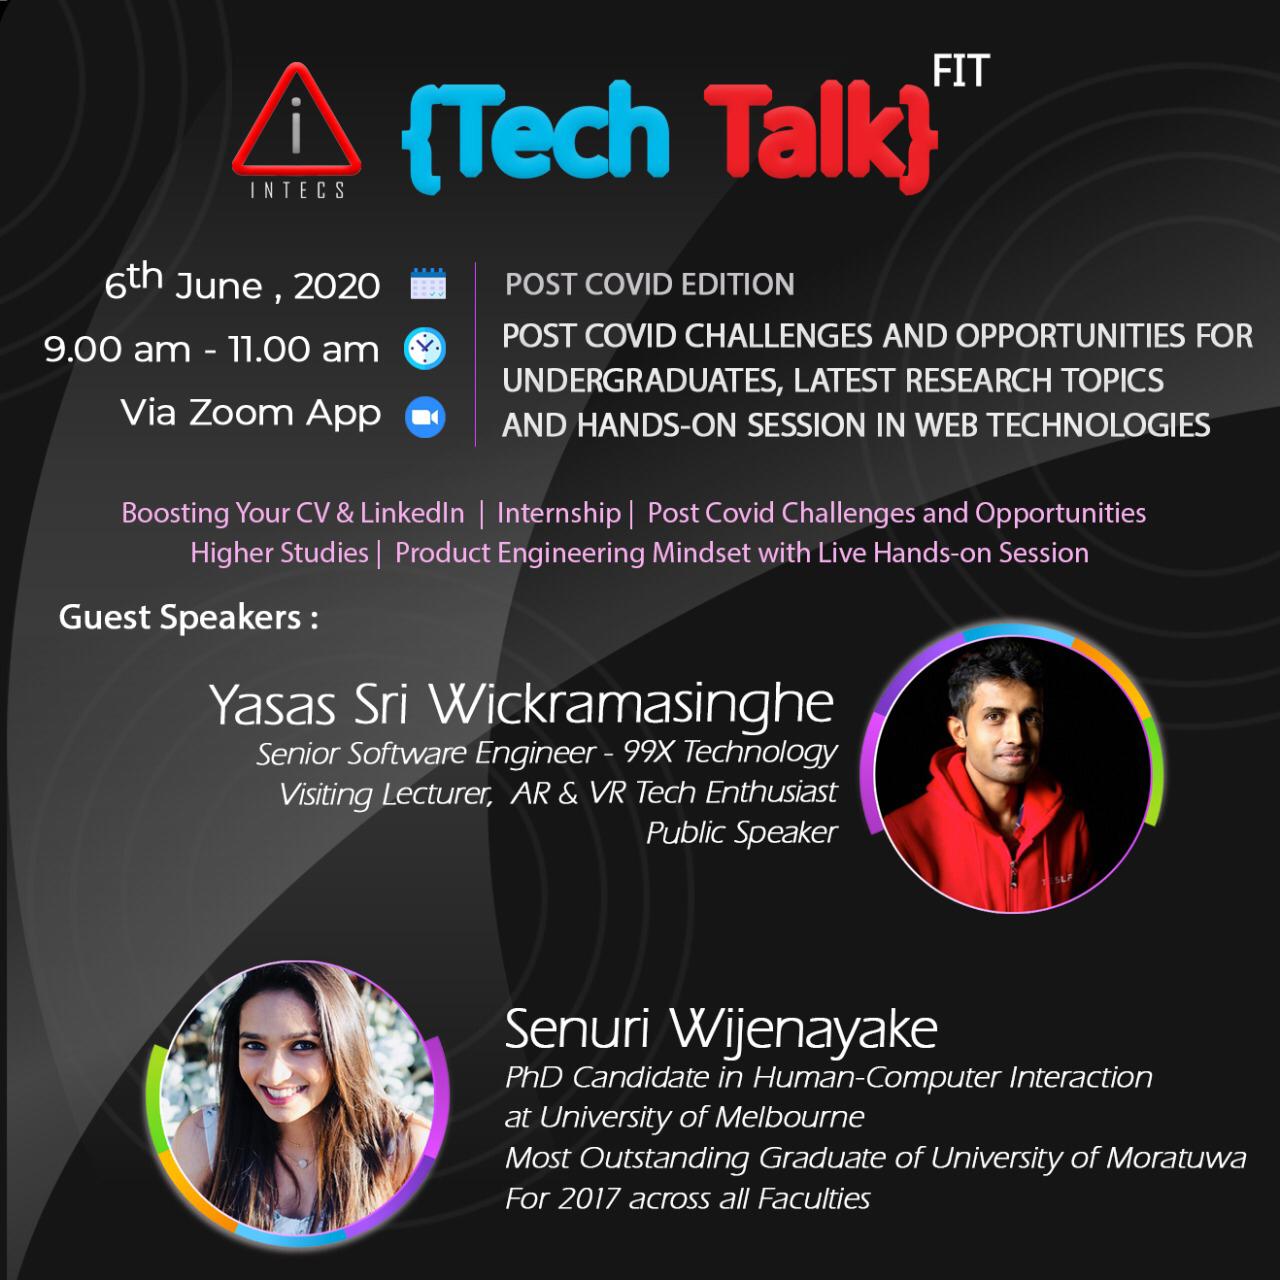 i
INTECS
{Tech Talk}FIT
6th June , 2020
9.00 am - 11.00 am
Via Zoom App
POST COVID EDITION
POST COVID CHALLENGES AND OPPORTUNITIES FOR
UNDERGRADUATES, LATEST RESEARCH TOPICS
AND HANDS-ON SESSION IN WEB TECHNOLOGIES
Boosting Your CV & LinkedIn | Internship | Post Covid Challenges and Opportunities
Higher Studies | Product Engineering Mindset with Live Hands-on Session
Guest Speakers :
Yasas Sri Wickramasinghe
Senior Software Engineer - 99X Technology
Visiting Lecturer, AR & VR Tech Enthusiast
Public Speaker
Senuri Wijenayake
PhD Candidate in Human-Computer Interaction
at University of Melbourne
Most Outstanding Graduate of University of Moratuwa
For 2017 across all Faculties